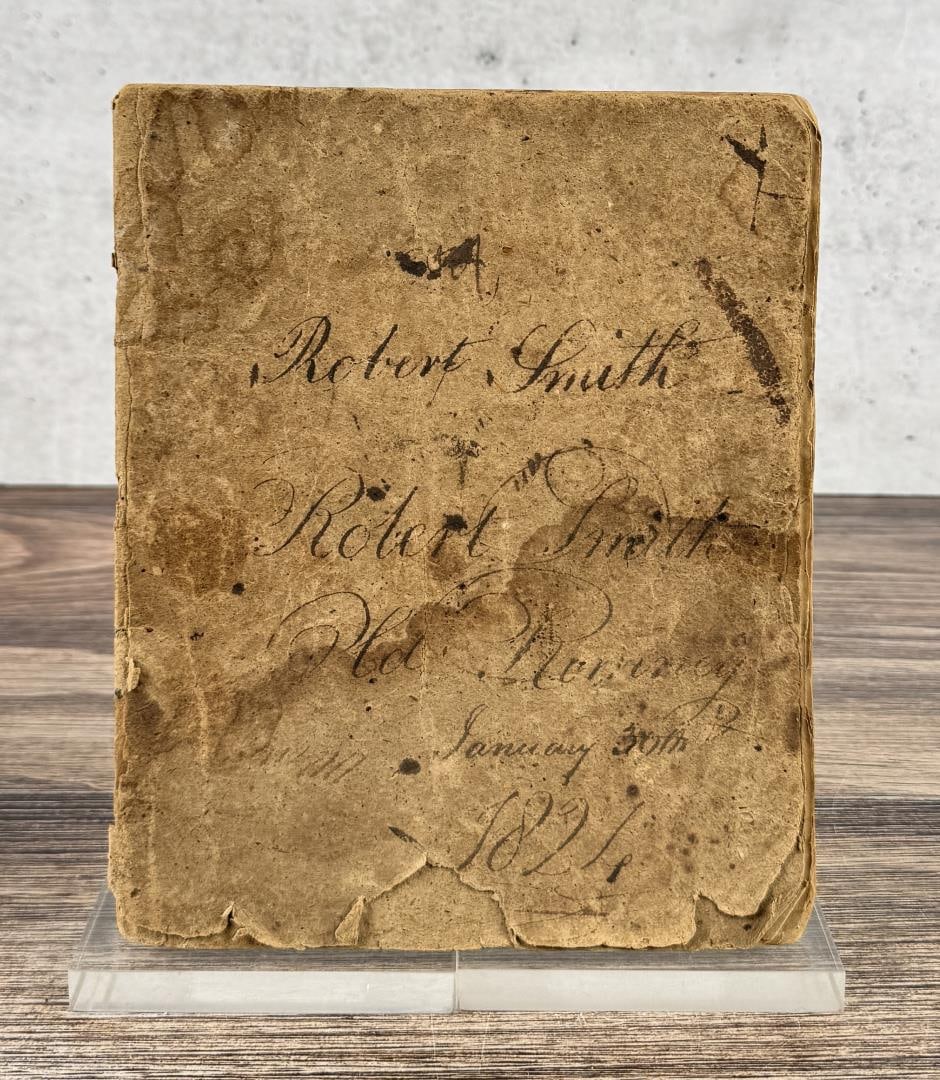 Robert Smith
Robert Smith
Old Romney
January 30th
1824